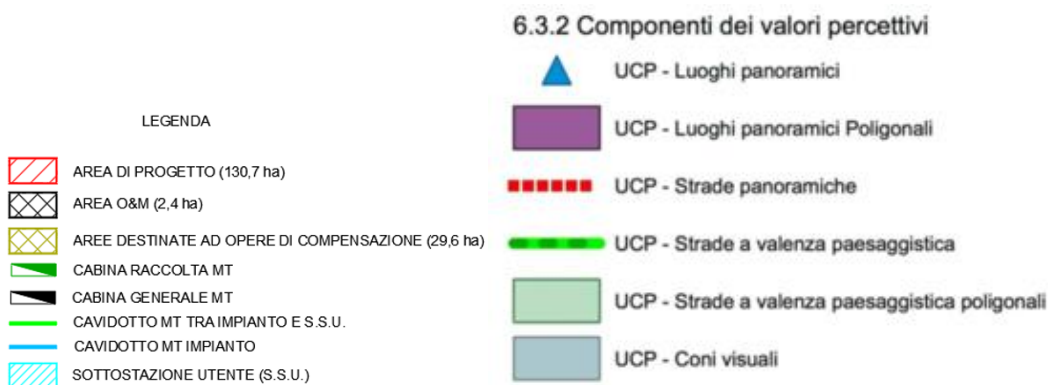 LEGENDA
AREA DI PROGETTO (130,7 ha)
AREA O&M (2,4 ha)
AREE DESTINATE AD OPERE DI COMPENSAZIONE (29,6 ha)
CABINA RACCOLTA MT
CABINA GENERALE MT
CAVIDOTTO MT TRA IMPIANTO E S.S.U.
CAVIDOTTO MT IMPIANTO
SOTTOSTAZIONE UTENTE (S.S.U.)
6.3.2 Componenti dei valori percettivi
UCP - Luoghi panoramici
UCP - Luoghi panoramici Poligonali
UCP - Strade panoramiche
UCP - Strade a valenza paesaggistica
UCP - Strade a valenza paesaggistica poligonali
UCP - Coni visuali